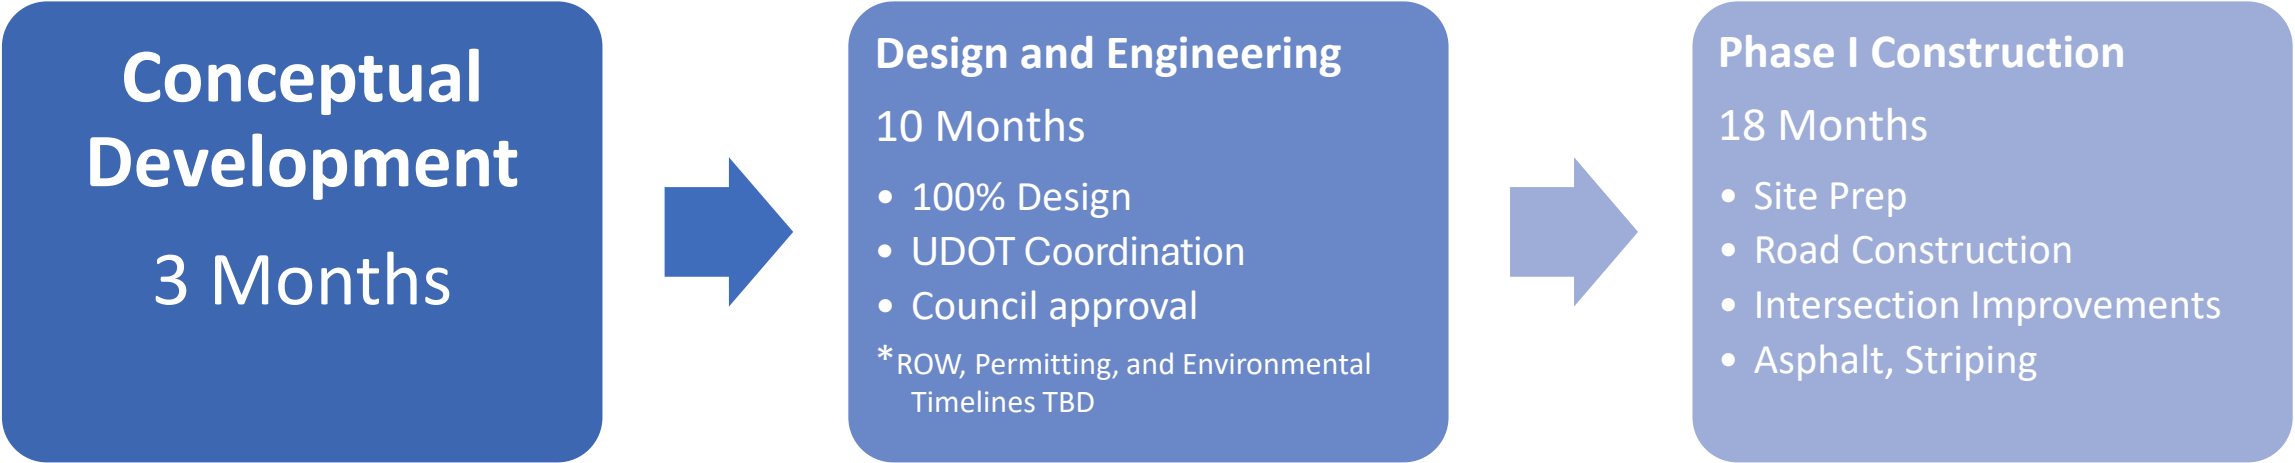 Conceptual
Development
3 Months
Design and Engineering
10 Months
• 100% Design
• UDOT Coordination
• Council approval
*ROW, Permitting, and Environmental
Timelines TBD
Phase I Construction
18 Months
• Site Prep
• Road Construction
• Intersection Improvements
• Asphalt, Striping